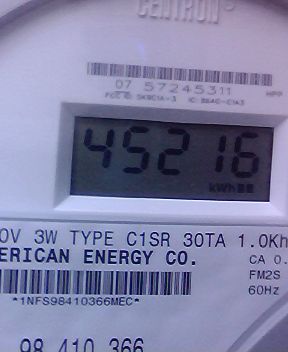 CENTRON
07 57245311
HPP
45216
kWh
0V 3W TYPE C1SR 30TA 1.0Kh
ERICAN ENERGY CO.
CA 0.
FM2S
60Hz
*1NFS98410366MEC*
98 410 366